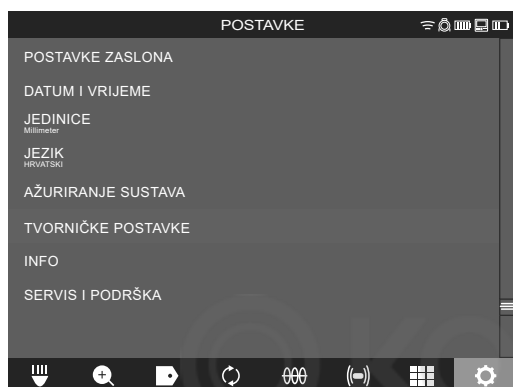 POSTAVKE
POSTAVKE ZASLONA
DATUM I VRIJEME
JEDINICE
Millimeter
JEZIK
HRVATSKI
AŽURIRANJE SUSTAVA
TVORNIČKE POSTAVKE
INFO
SERVIS I PODRŠKA